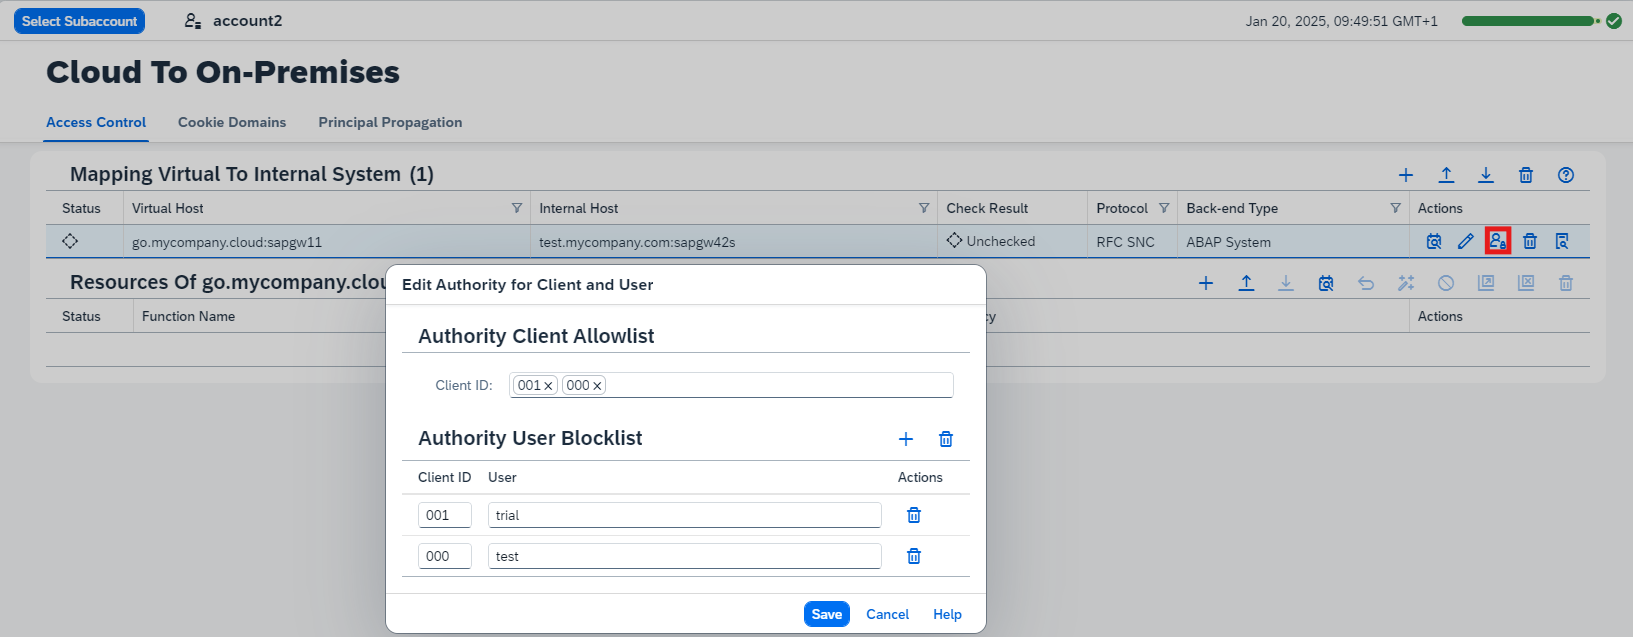 Select Subaccount account2 Jan 20, 2025, 09:49:51 GMT+1
Cloud To On-Premises
Access Control Cookie Domains Principal Propagation
Mapping Virtual To Internal System (1)
Status Virtual Host Internal Host Check Result Protocol Back-end Type Actions
go.mycompany.cloud:sapgw11 test.mycompany.com:sapgw42s Unchecked RFC SNC ABAP System
Resources Of go.mycompany.clou
Status Function Name cy Actions
Edit Authority for Client and User
Authority Client Allowlist
Client ID: 001 000
Authority User Blocklist
Client ID User Actions
001 trial
000 test
Save Cancel Help